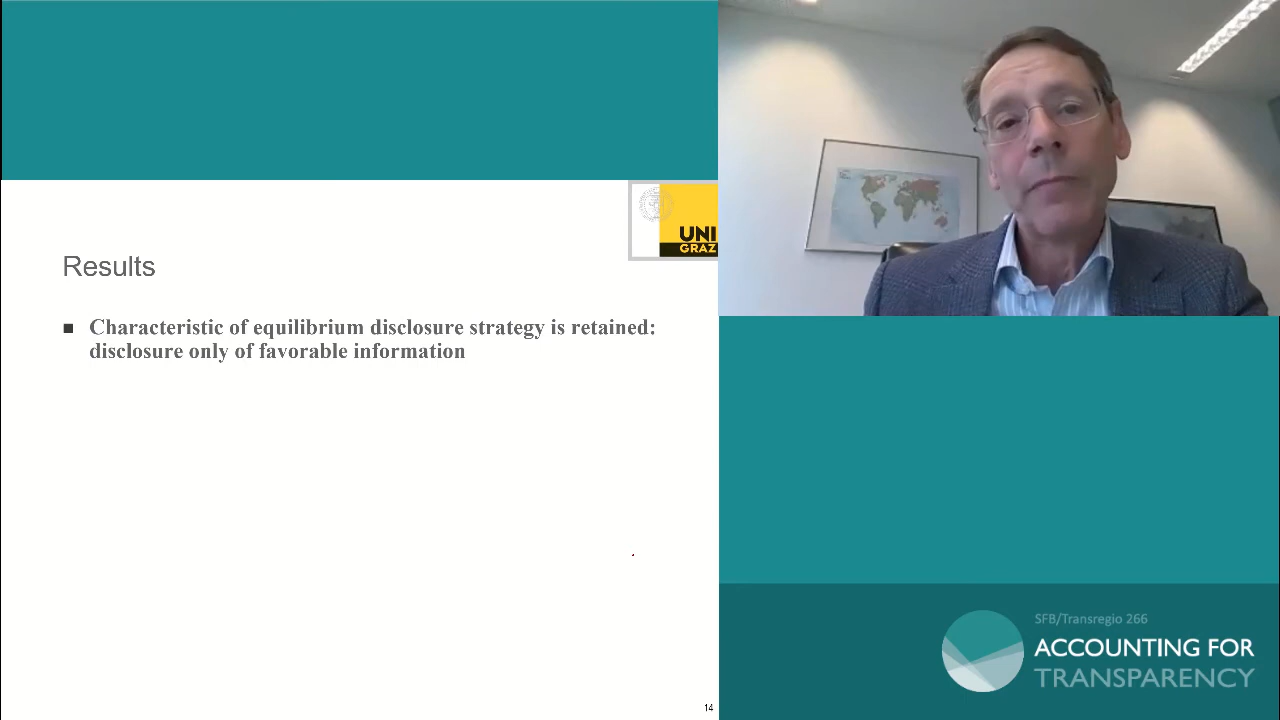 UNI
GRAZ
Results
Characteristic of equilibrium disclosure strategy is retained:
disclosure only of favorable information
14
SFB/Transregio 266
ACCOUNTING FOR
TRANSPARENCY